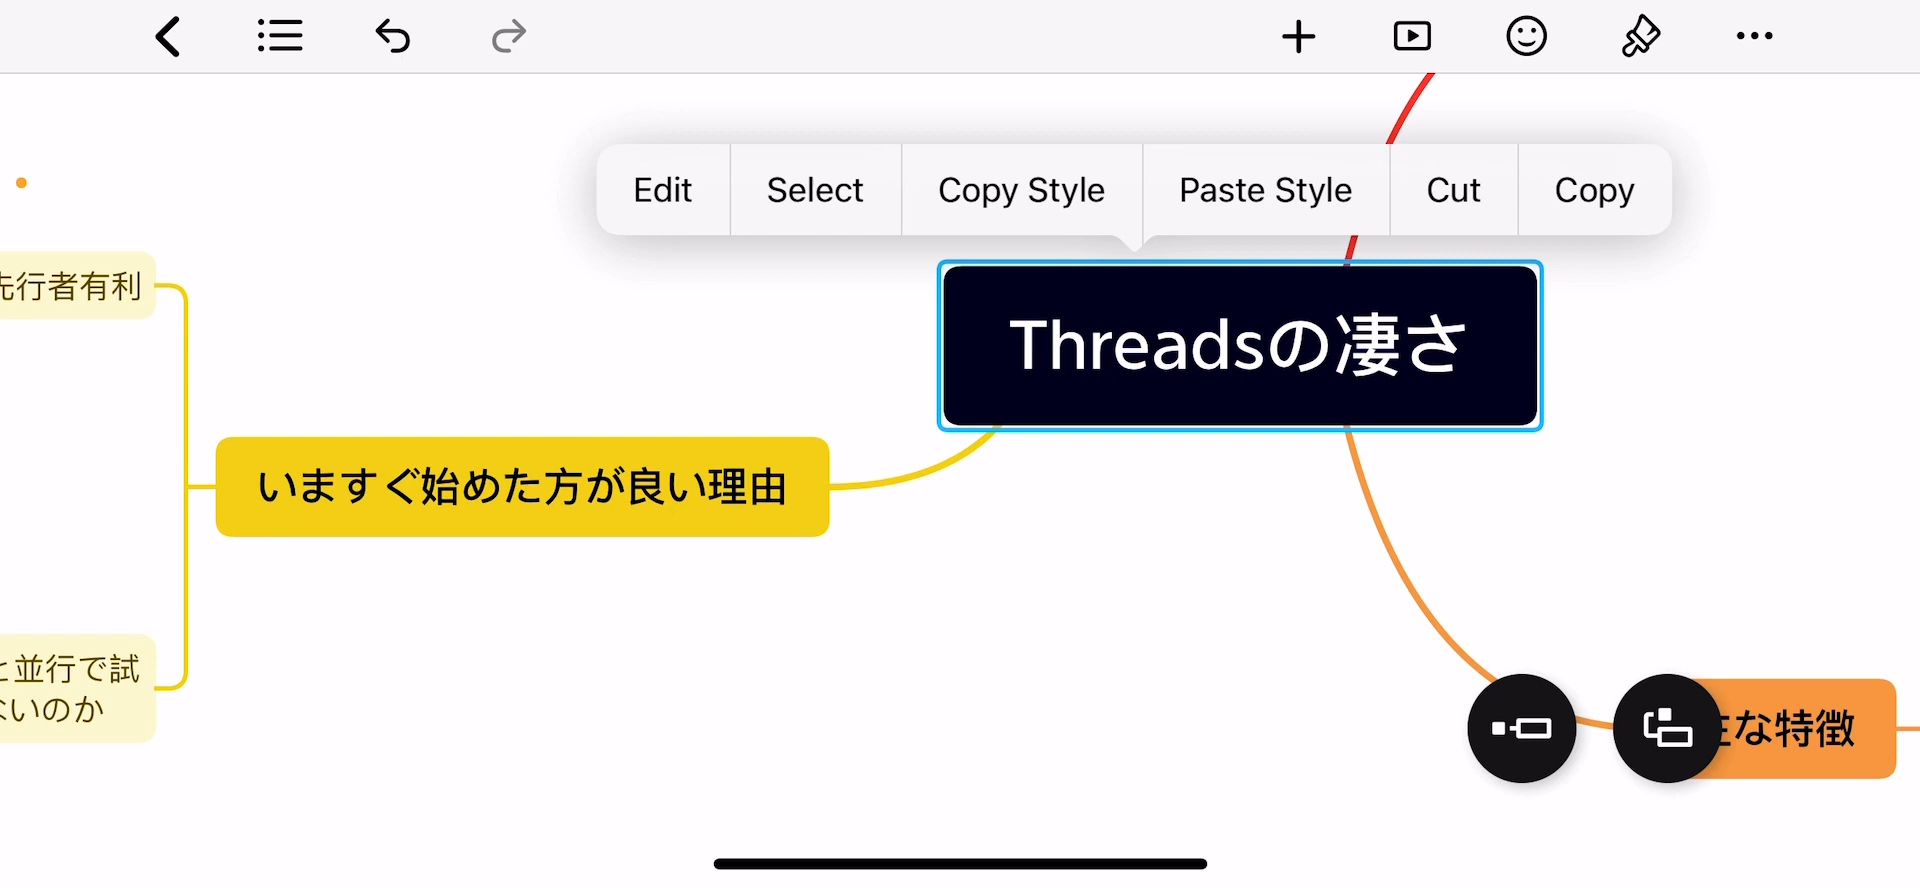 Edit Select Copy Style Paste Style Cut Copy
先行者有利
Threadsの凄さ
いますぐ始めた方が良い理由
並行で試
ないのか
な特徴